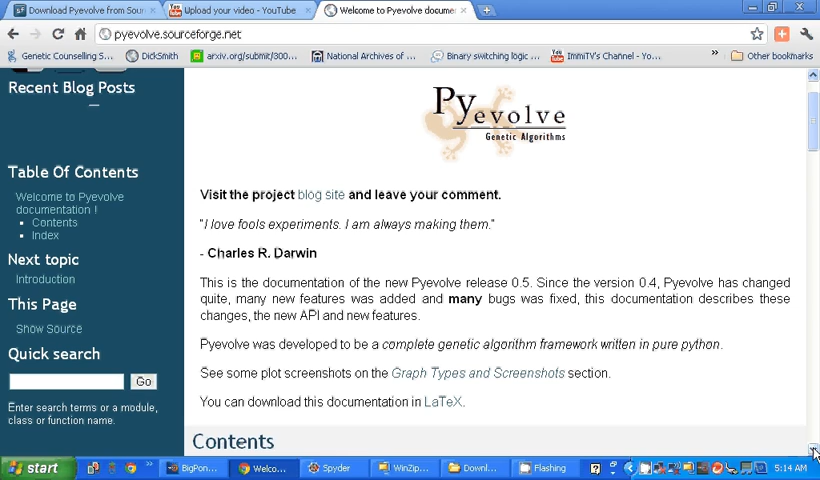 Download Pyevolve from Sour
Upload your video - YouTube
Welcome to Pyevolve docume
pyevolve.sourceforge.net
Genetic Counselling S...
DickSmith
arxiv.org/submit/300...
National Archives of ...
Binary switching logic ...
ImmiTV's Channel - Yo...
»
Other bookmarks
Recent Blog Posts
Table Of Contents
Welcome to Pyevolve
documentation !
Contents
Index
Next topic
Introduction
This Page
Show Source
Quick search
Go
Enter search terms or a module,
class or function name.
Pyevolve
Genetic Algorithms
Visit the project blog site and leave your comment.
"I love fools experiments. I am always making them."
- Charles R. Darwin
This is the documentation of the new Pyevolve release 0.5. Since the version 0.4, Pyevolve has changed
quite, many new features was added and many bugs was fixed, this documentation describes these
changes, the new API and new features.
Pyevolve was developed to be a complete genetic algorithm framework written in pure python.
See some plot screenshots on the Graph Types and Screenshots section.
You can download this documentation in LaTeX.
Contents
start
»
BigPon...
Welco...
Spyder
WinZip...
Downl...
Flashing
5:14 AM